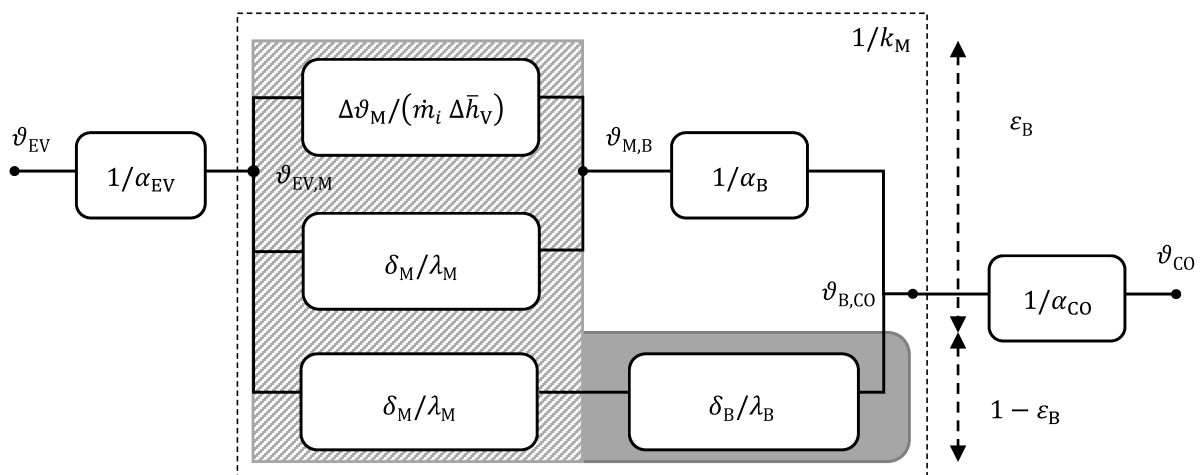 1/k_M
Δϑ_M/(ṁ_i Δh̄_V)
ε_B
ϑ_EV
ϑ_M,B
1/α_EV
ϑ_EV,M
1/α_B
ϑ_CO
δ_M/λ_M
ϑ_B,CO
1/α_CO
δ_M/λ_M
δ_B/λ_B
1 − ε_B